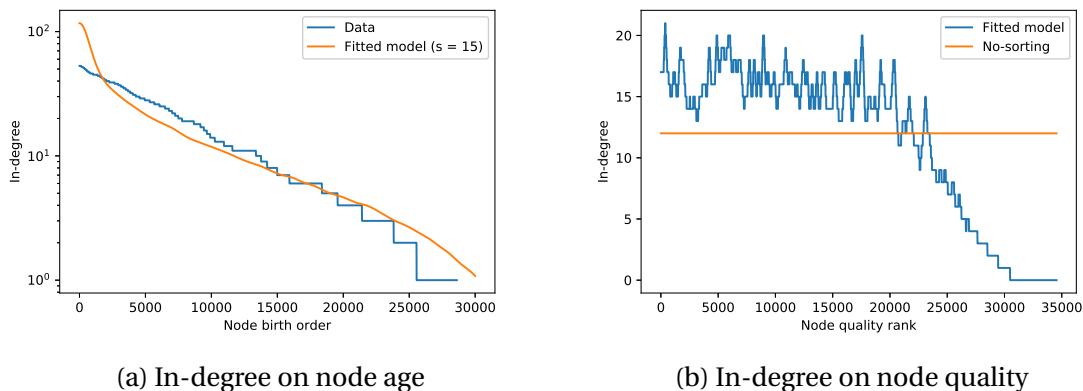 Data
Fitted model (s = 15)
10²
10¹
10⁰
In-degree
0 5000 10000 15000 20000 25000 30000
Node birth order
(a) In-degree on node age
Fitted model
No-sorting
20
15
10
5
0
In-degree
0 5000 10000 15000 20000 25000 30000 35000
Node quality rank
(b) In-degree on node quality